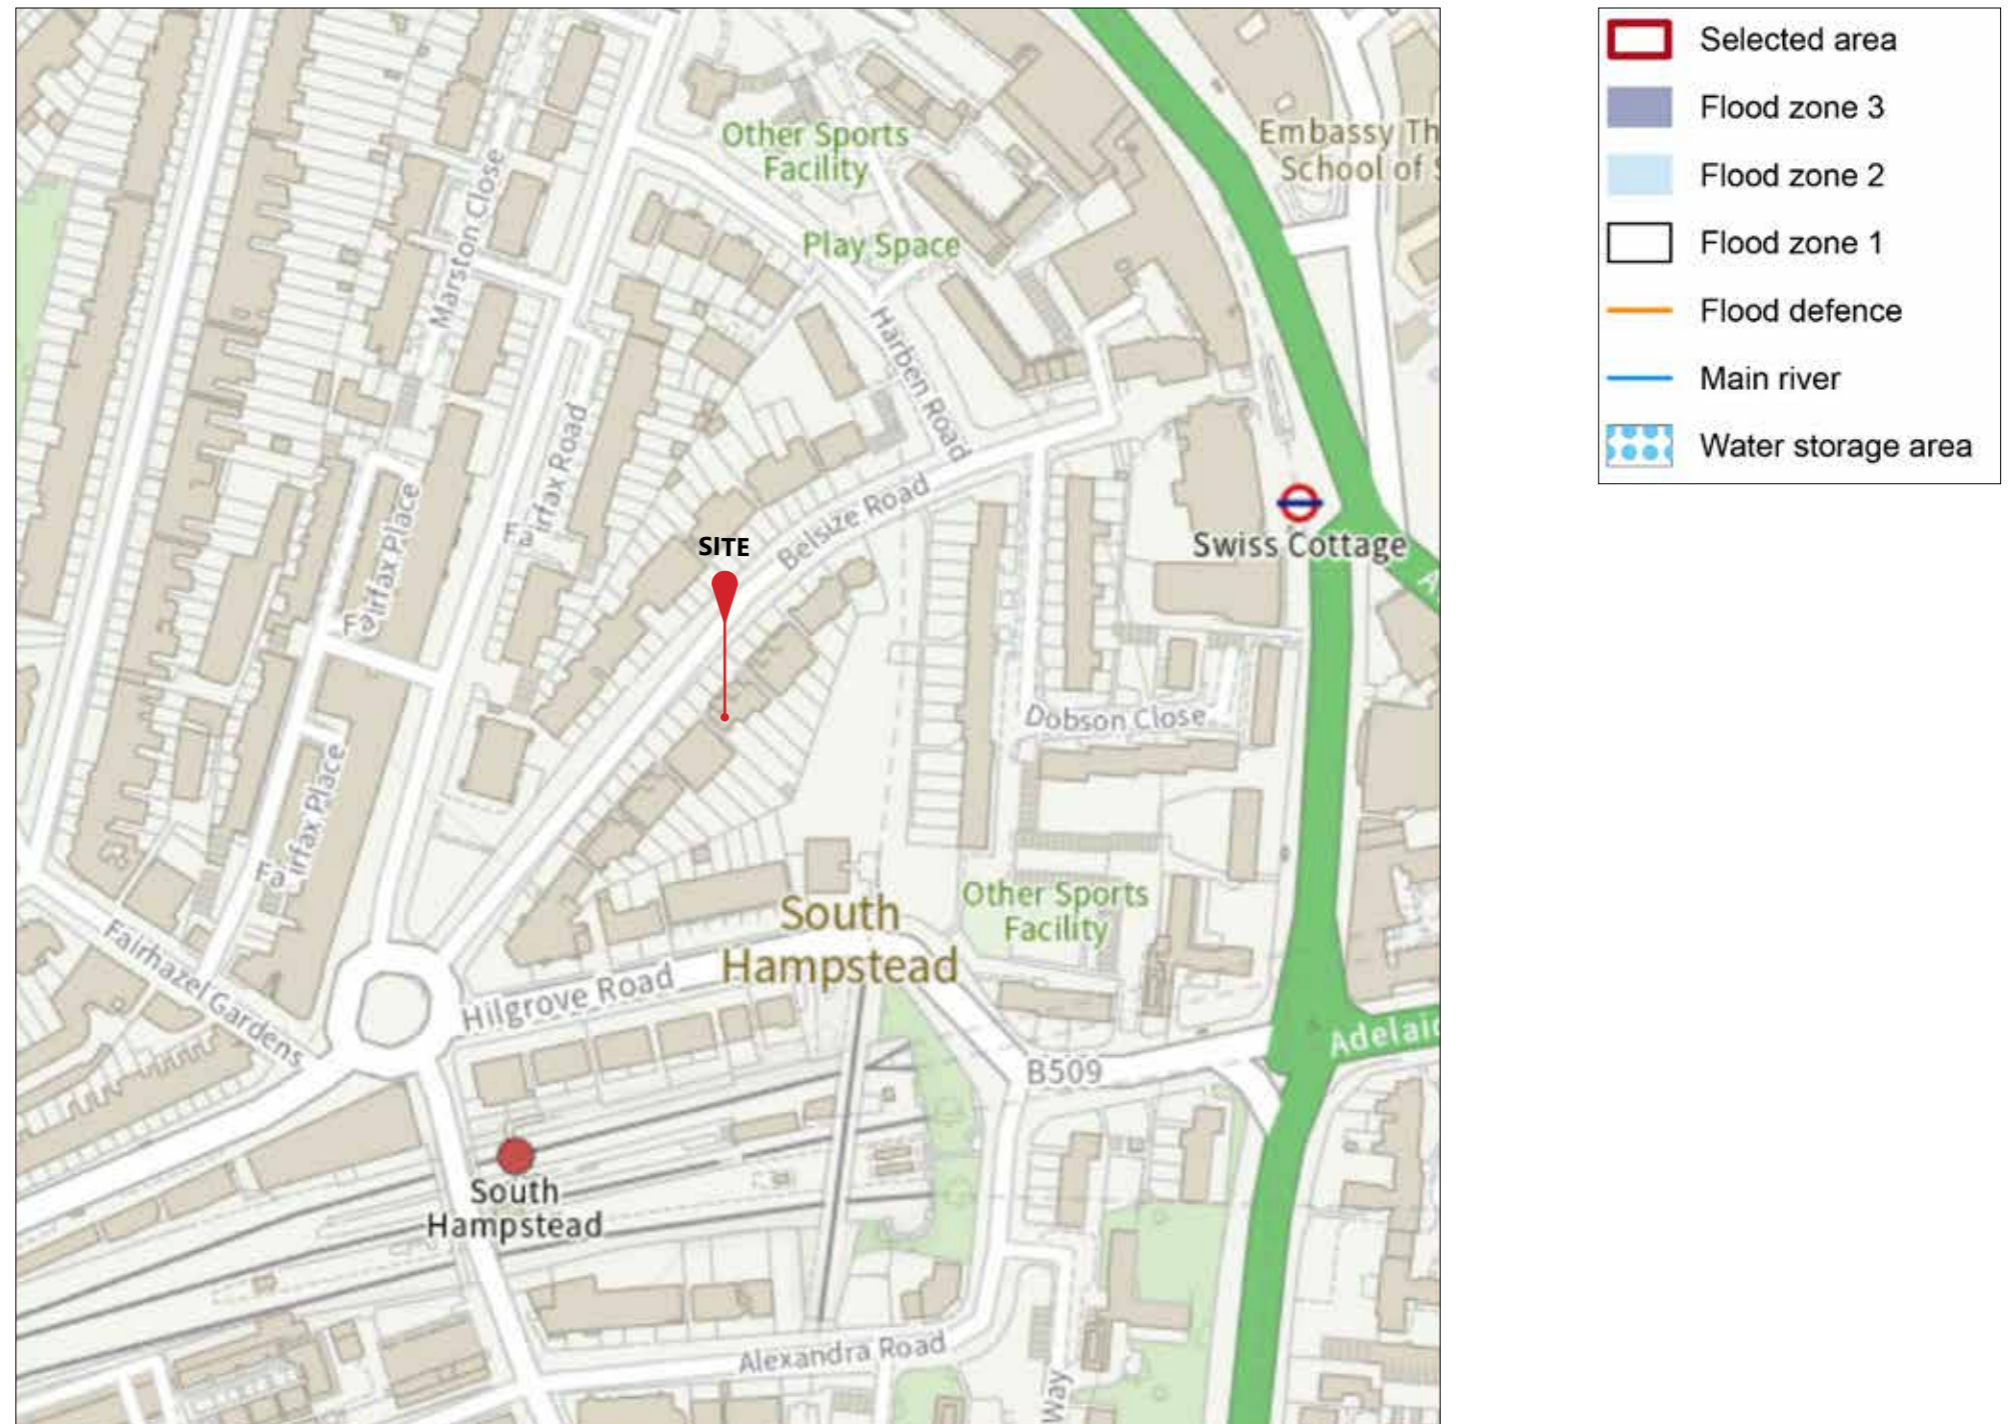 Other Sports
Facility
Embassy Th
School of S
Marston Close
Play Space
Harben Road
Fairfax Road
Belsize Road
Fairfax Place
SITE
Swiss Cottage
A
Dobson Close
Fairfax Place
South
Hampstead
Other Sports
Facility
Fairhazel Gardens
Hilgrove Road
Adelaid
B509
South
Hampstead
Alexandra Road
Way
Selected area
Flood zone 3
Flood zone 2
Flood zone 1
Flood defence
Main river
Water storage area